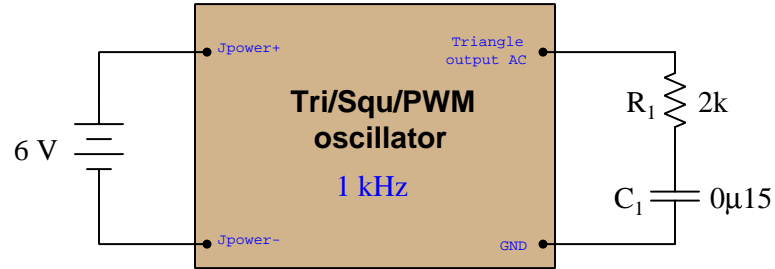 Jpower+
Triangle
output AC
Tri/Squ/PWM
oscillator
1 kHz
6 V
R1
2k
C1
0μ15
Jpower-
GND